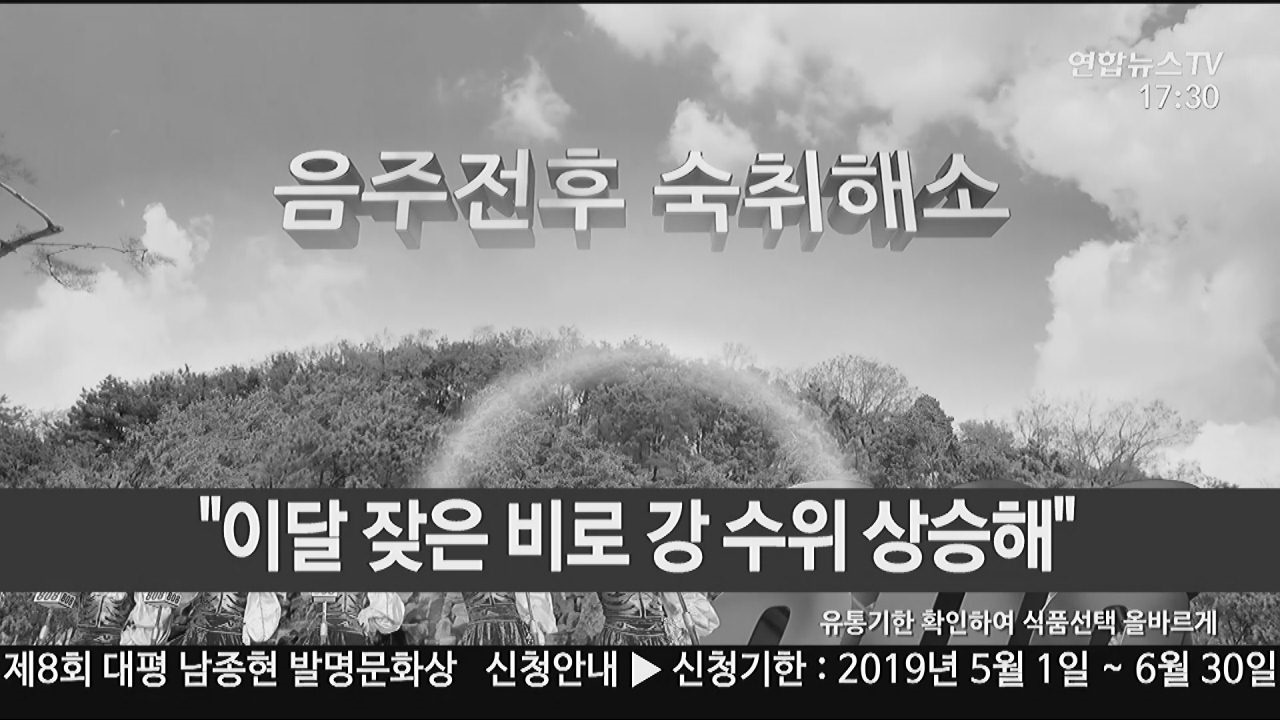 연합뉴스TV
17:30
음주전후 숙취해소
"이달 잦은 비로 강 수위 상승해"
유통기한 확인하여 식품선택 올바르게
제8회 대평 남종현 발명문화상 신청안내 ▶ 신청기한 : 2019년 5월 1일 ~ 6월 30일